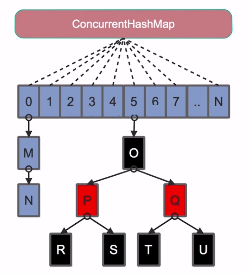 ConcurrentHashMap
0 1 2 3 4 5 6 7 .. N
M O
N P Q
R S T U